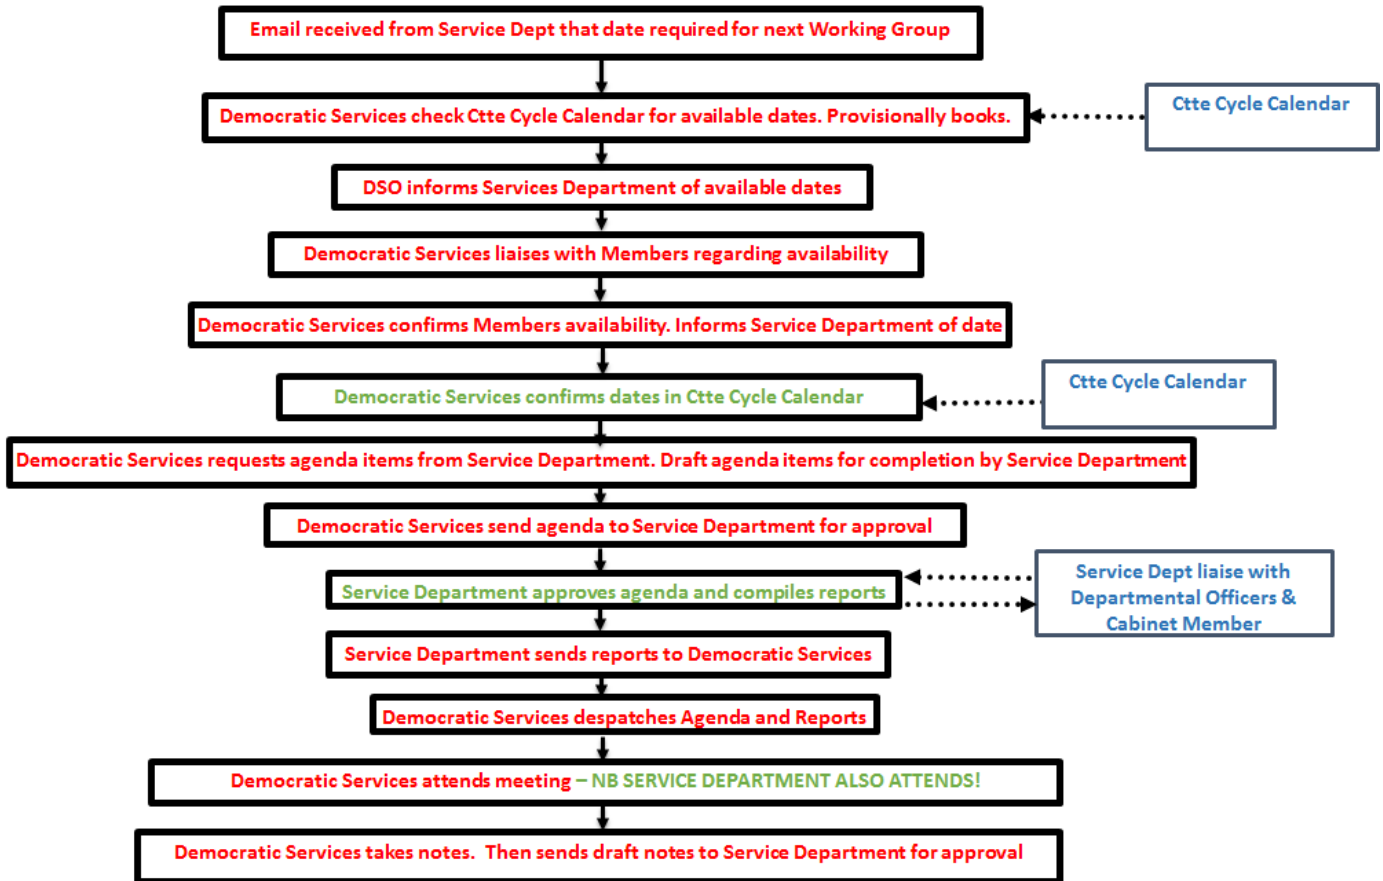 Email received from Service Dept that date required for next Working Group
Democratic Services check Ctte Cycle Calendar for available dates. Provisionally books.
Ctte Cycle Calendar
DSO informs Services Department of available dates
Democratic Services liaises with Members regarding availability
Democratic Services confirms Members availability. Informs Service Department of date
Democratic Services confirms dates in Ctte Cycle Calendar
Ctte Cycle Calendar
Democratic Services requests agenda items from Service Department. Draft agenda items for completion by Service Department
Democratic Services send agenda to Service Department for approval
Service Department approves agenda and compiles reports
Service Dept liaise with
Departmental Officers &
Cabinet Member
Service Department sends reports to Democratic Services
Democratic Services despatches Agenda and Reports
Democratic Services attends meeting – NB SERVICE DEPARTMENT ALSO ATTENDS!
Democratic Services takes notes.  Then sends draft notes to Service Department for approval